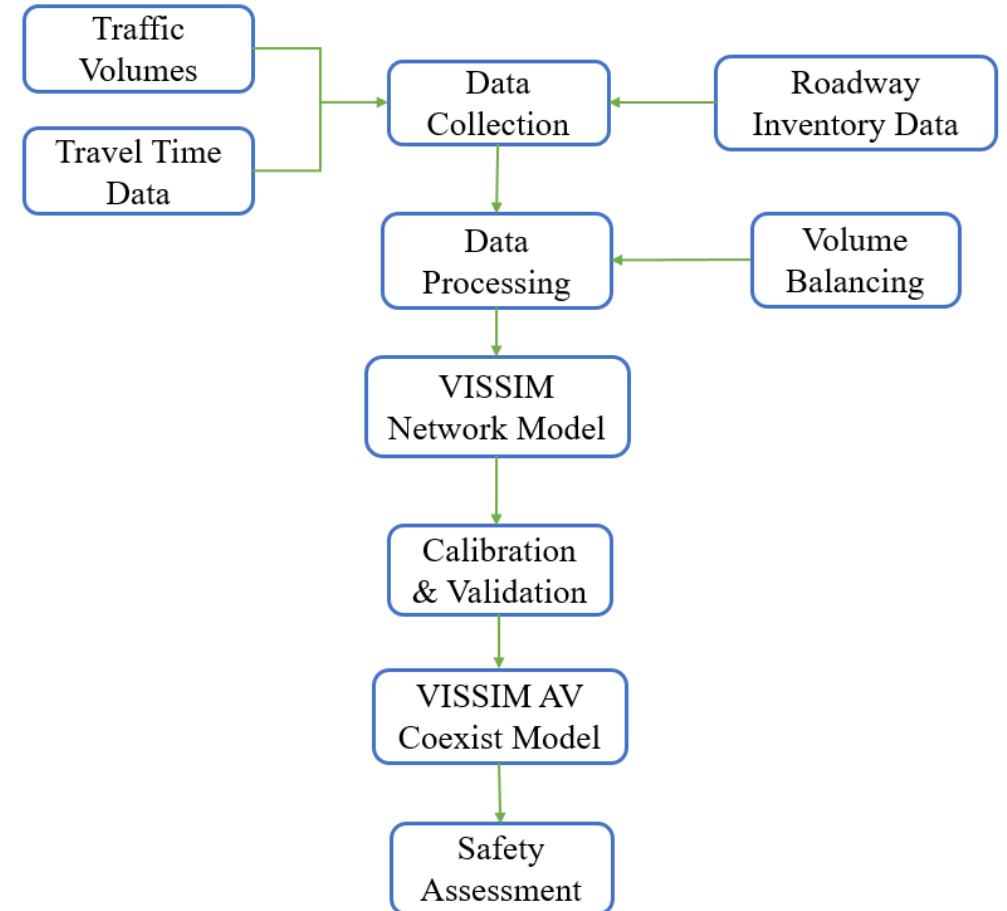 Traffic
Volumes
Travel Time
Data
Data
Collection
Roadway
Inventory Data
Data
Processing
Volume
Balancing
VISSIM
Network Model
Calibration
& Validation
VISSIM AV
Coexist Model
Safety
Assessment